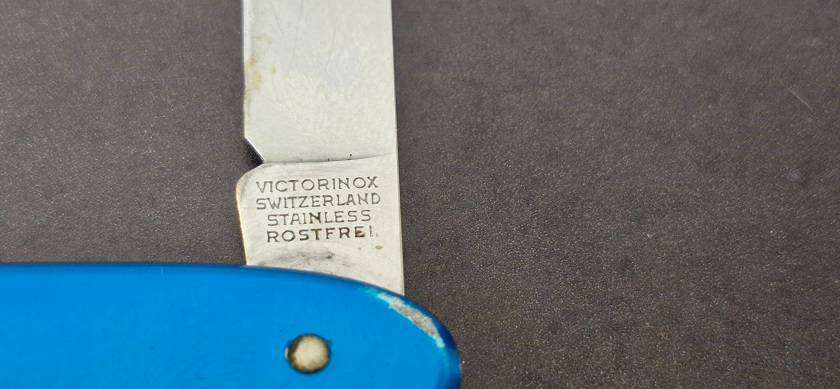 VICTORINOX
SWITZERLAND
STAINLESS
ROSTFREI